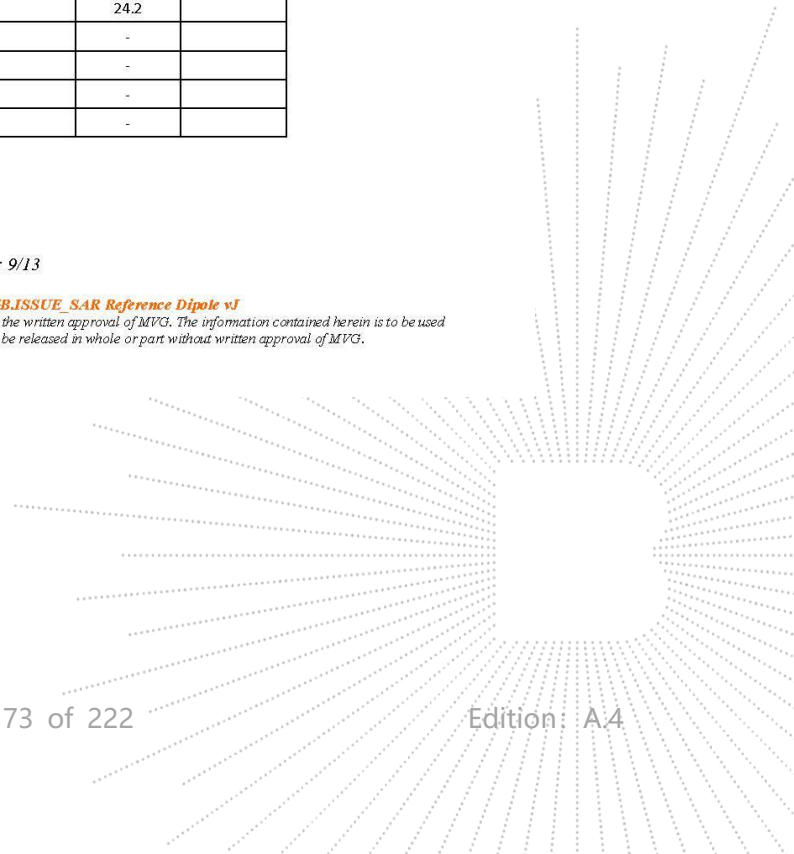 24.2
-
-
-
-
: 9/13
B.ISSUE_SAR Reference Dipole vJ
the written approval of MVG. The information contained herein is to be used
be released in whole or part without written approval of MVG.
73 of 222
Edition: A.4